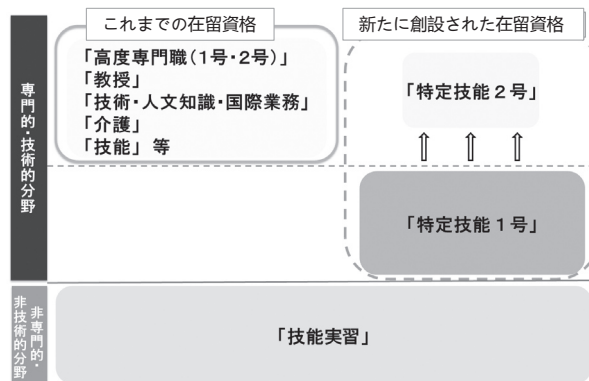 これまでの在留資格
新たに創設された在留資格
「高度専門職(1号・2号)」
「教授」
「技術・人文知識・国際業務」
「介護」
「技能」等
「特定技能2号」
「特定技能1号」
専門的・技術的分野
「技能実習」
非専門的・
非技術的分野